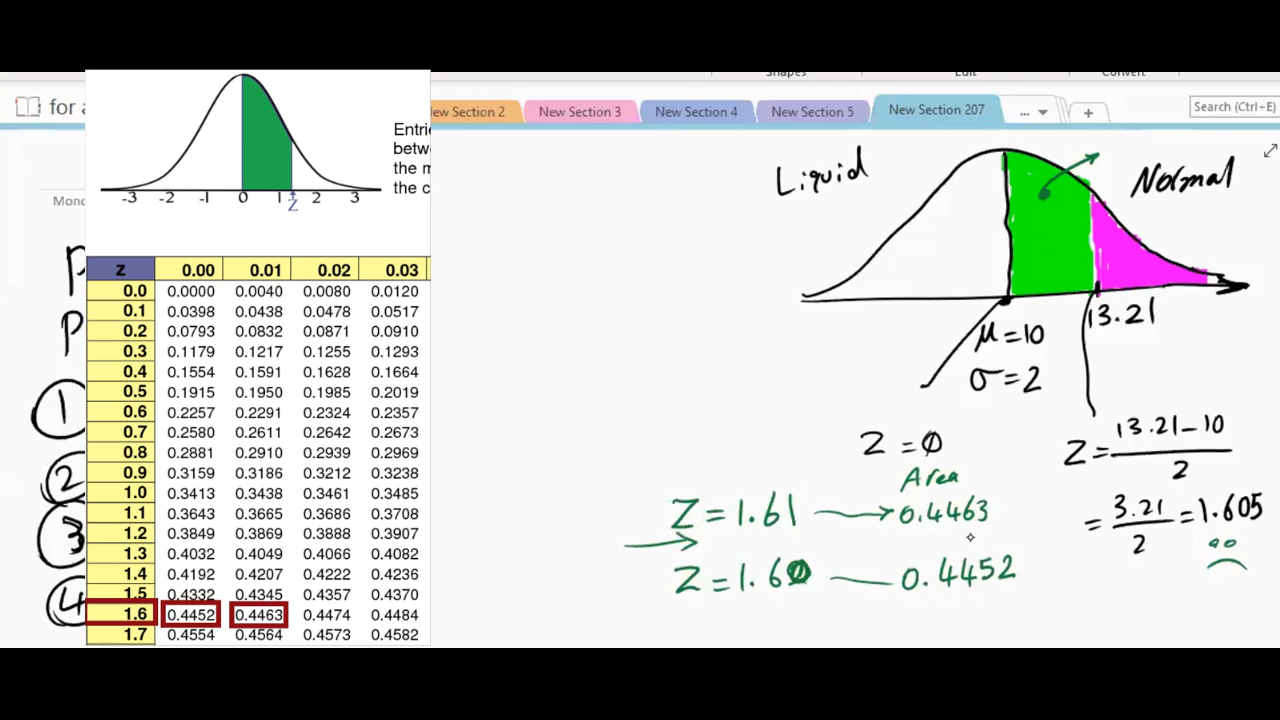 Shapes Edit Convert
for a
ew Section 2 New Section 3 New Section 4 New Section 5 New Section 207 ... + Search (Ctrl+E)
Mond
P
P
1
2
3
4
Entrie
betw
the m
the c
-3 -2 -1 0 1 Z 2 3
z 0.00 0.01 0.02 0.03
0.0 0.0000 0.0040 0.0080 0.0120
0.1 0.0398 0.0438 0.0478 0.0517
0.2 0.0793 0.0832 0.0871 0.0910
0.3 0.1179 0.1217 0.1255 0.1293
0.4 0.1554 0.1591 0.1628 0.1664
0.5 0.1915 0.1950 0.1985 0.2019
0.6 0.2257 0.2291 0.2324 0.2357
0.7 0.2580 0.2611 0.2642 0.2673
0.8 0.2881 0.2910 0.2939 0.2969
0.9 0.3159 0.3186 0.3212 0.3238
1.0 0.3413 0.3438 0.3461 0.3485
1.1 0.3643 0.3665 0.3686 0.3708
1.2 0.3849 0.3869 0.3888 0.3907
1.3 0.4032 0.4049 0.4066 0.4082
1.4 0.4192 0.4207 0.4222 0.4236
1.5 0.4332 0.4345 0.4357 0.4370
1.6 0.4452 0.4463 0.4474 0.4484
1.7 0.4554 0.4564 0.4573 0.4582
Liquid
Normal
13.21
μ=10
σ=2
Z=0
Area
Z=1.61 → 0.4463
Z=1.60 — 0.4452
Z= 13.21-10
2
= 3.21 =1.605
2